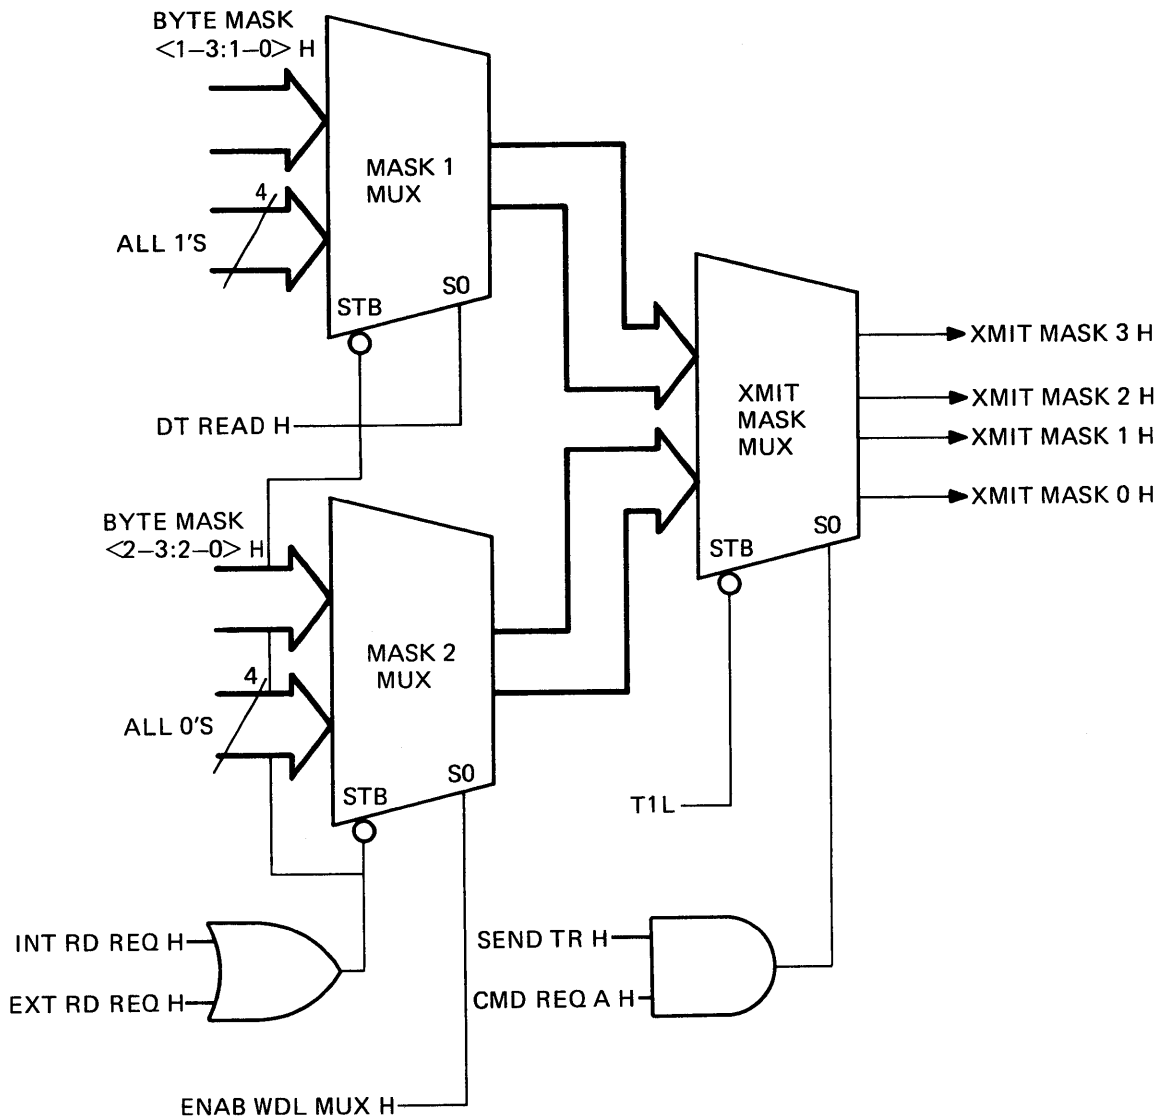 BYTE MASK
<1–3:1–0> H
MASK 1
MUX
4
ALL 1'S
STB
S0
DT READ H
XMIT
MASK
MUX
XMIT MASK 3 H
XMIT MASK 2 H
XMIT MASK 1 H
XMIT MASK 0 H
STB
S0
BYTE MASK
<2–3:2–0> H
MASK 2
MUX
4
ALL 0'S
STB
S0
T1L
INT RD REQ H
EXT RD REQ H
SEND TR H
CMD REQ A H
ENAB WDL MUX H